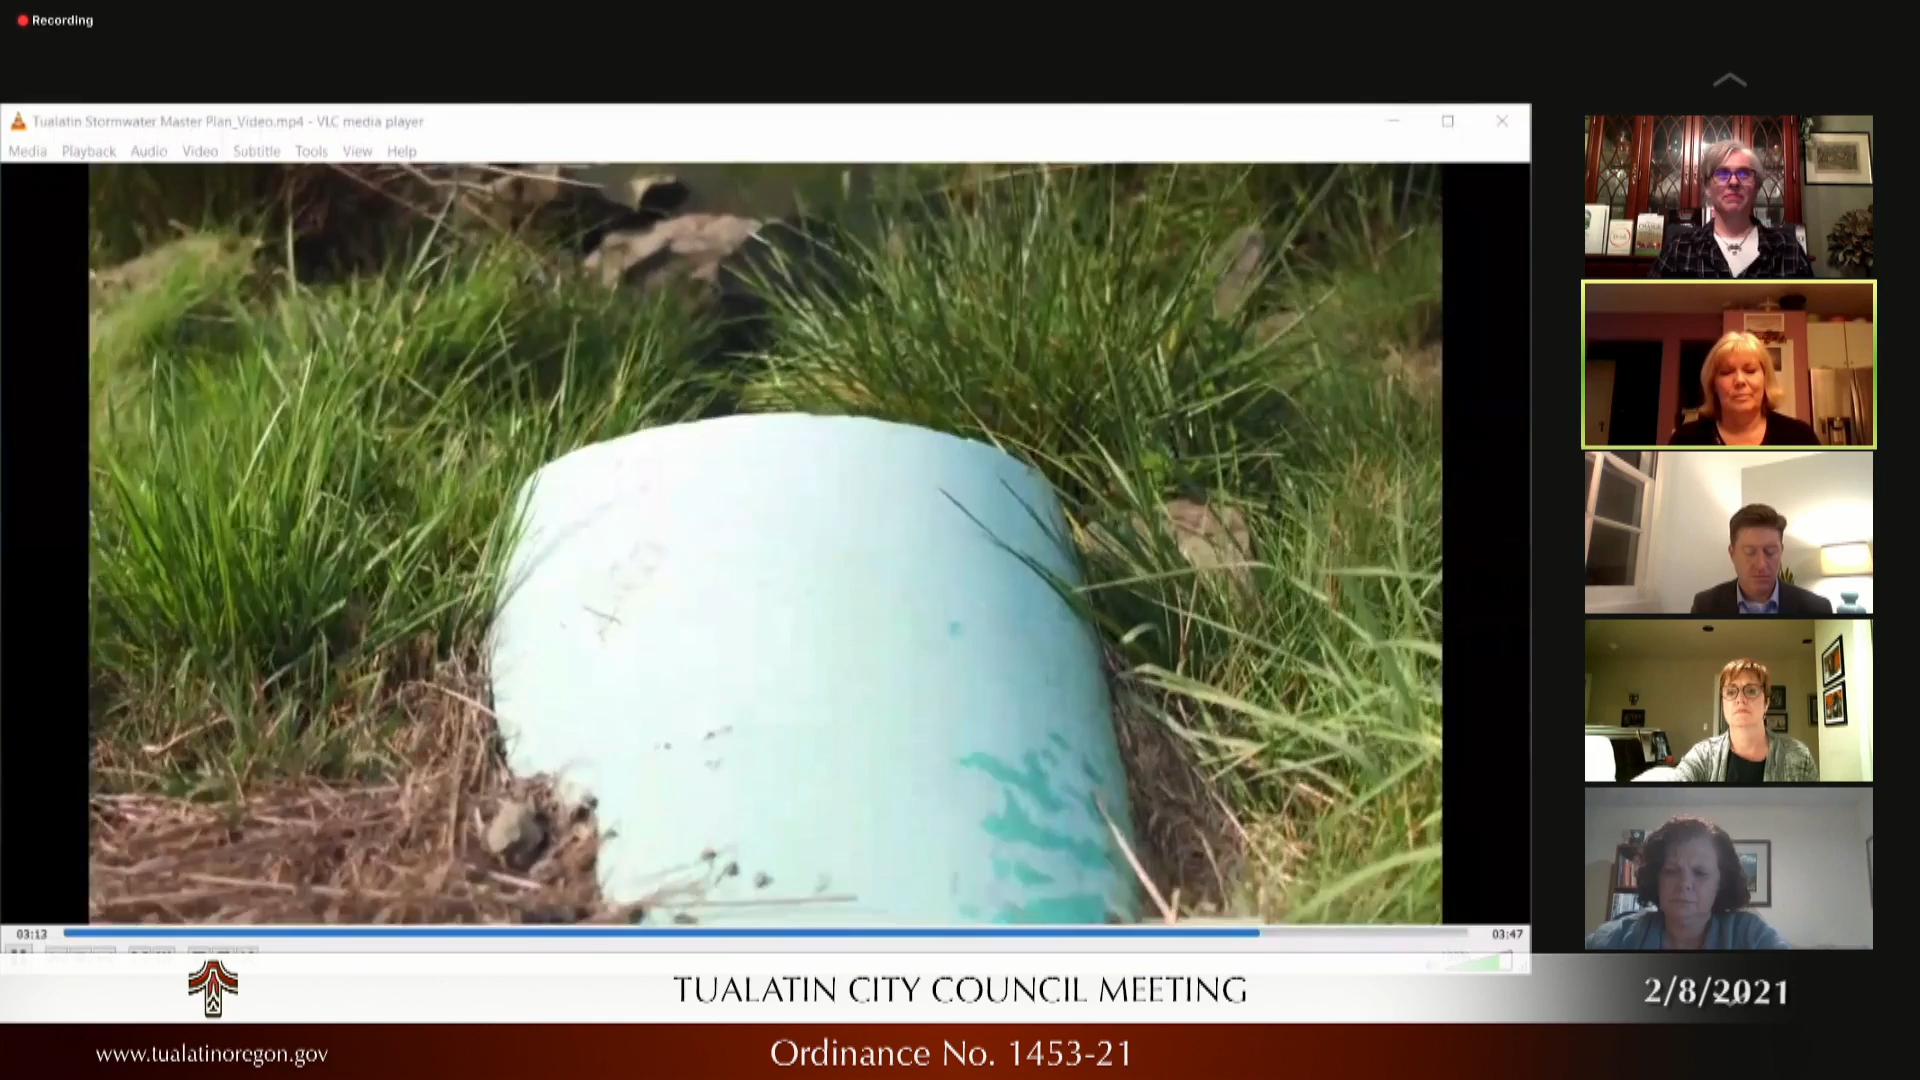 Recording
Tualatin Stormwater Master Plan_Video.mp4 - VLC media player
Media Playback Audio Video Subtitle Tools View Help
03:13
03:47
TUALATIN CITY COUNCIL MEETING
2/8/2021
www.tualatinoregon.gov
Ordinance No. 1453-21